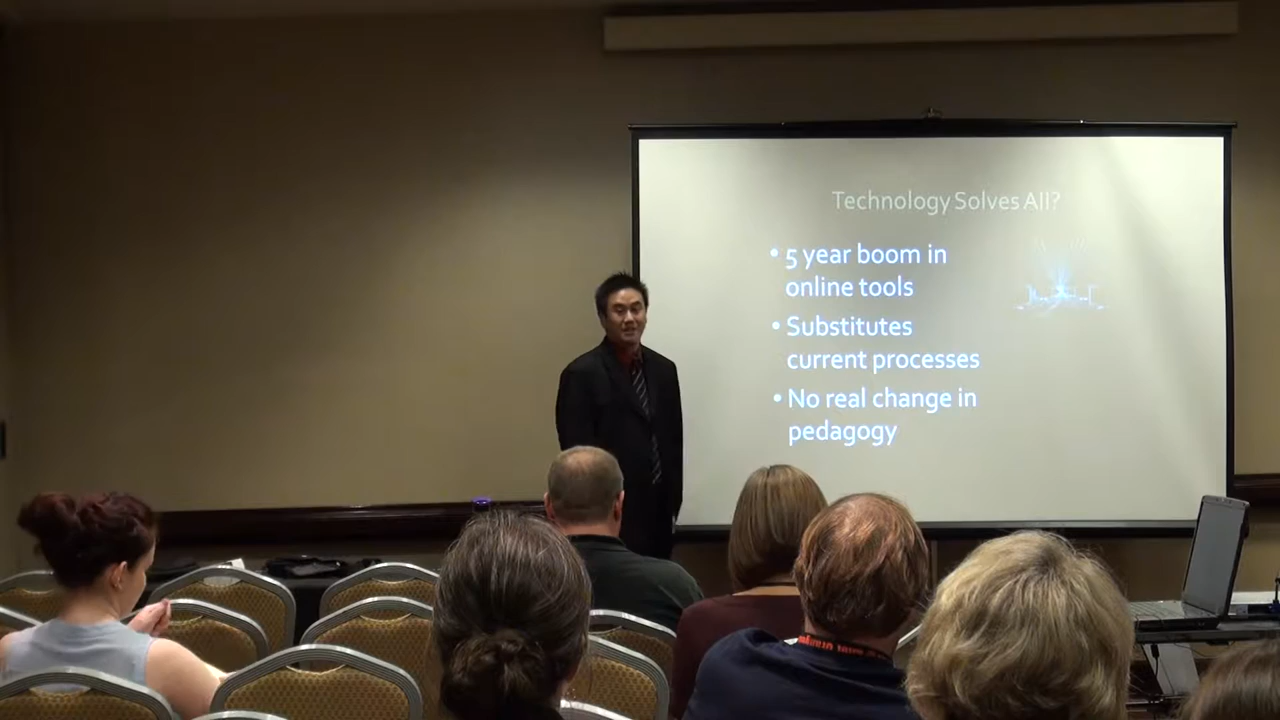 Technology Solves All?
• 5 year boom in
online tools
• Substitutes
current processes
• No real change in
pedagogy